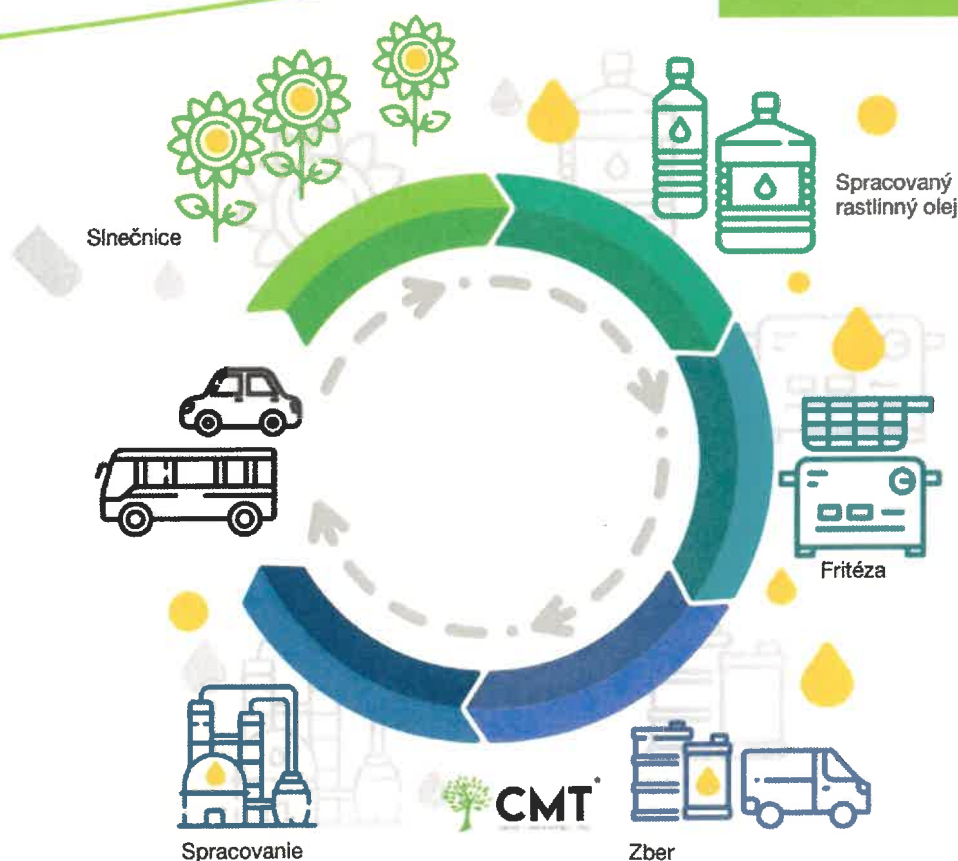 Slnečnice
Spracovaný
rastlinný olej
Fritéza
CMT
Spracovanie
Zber